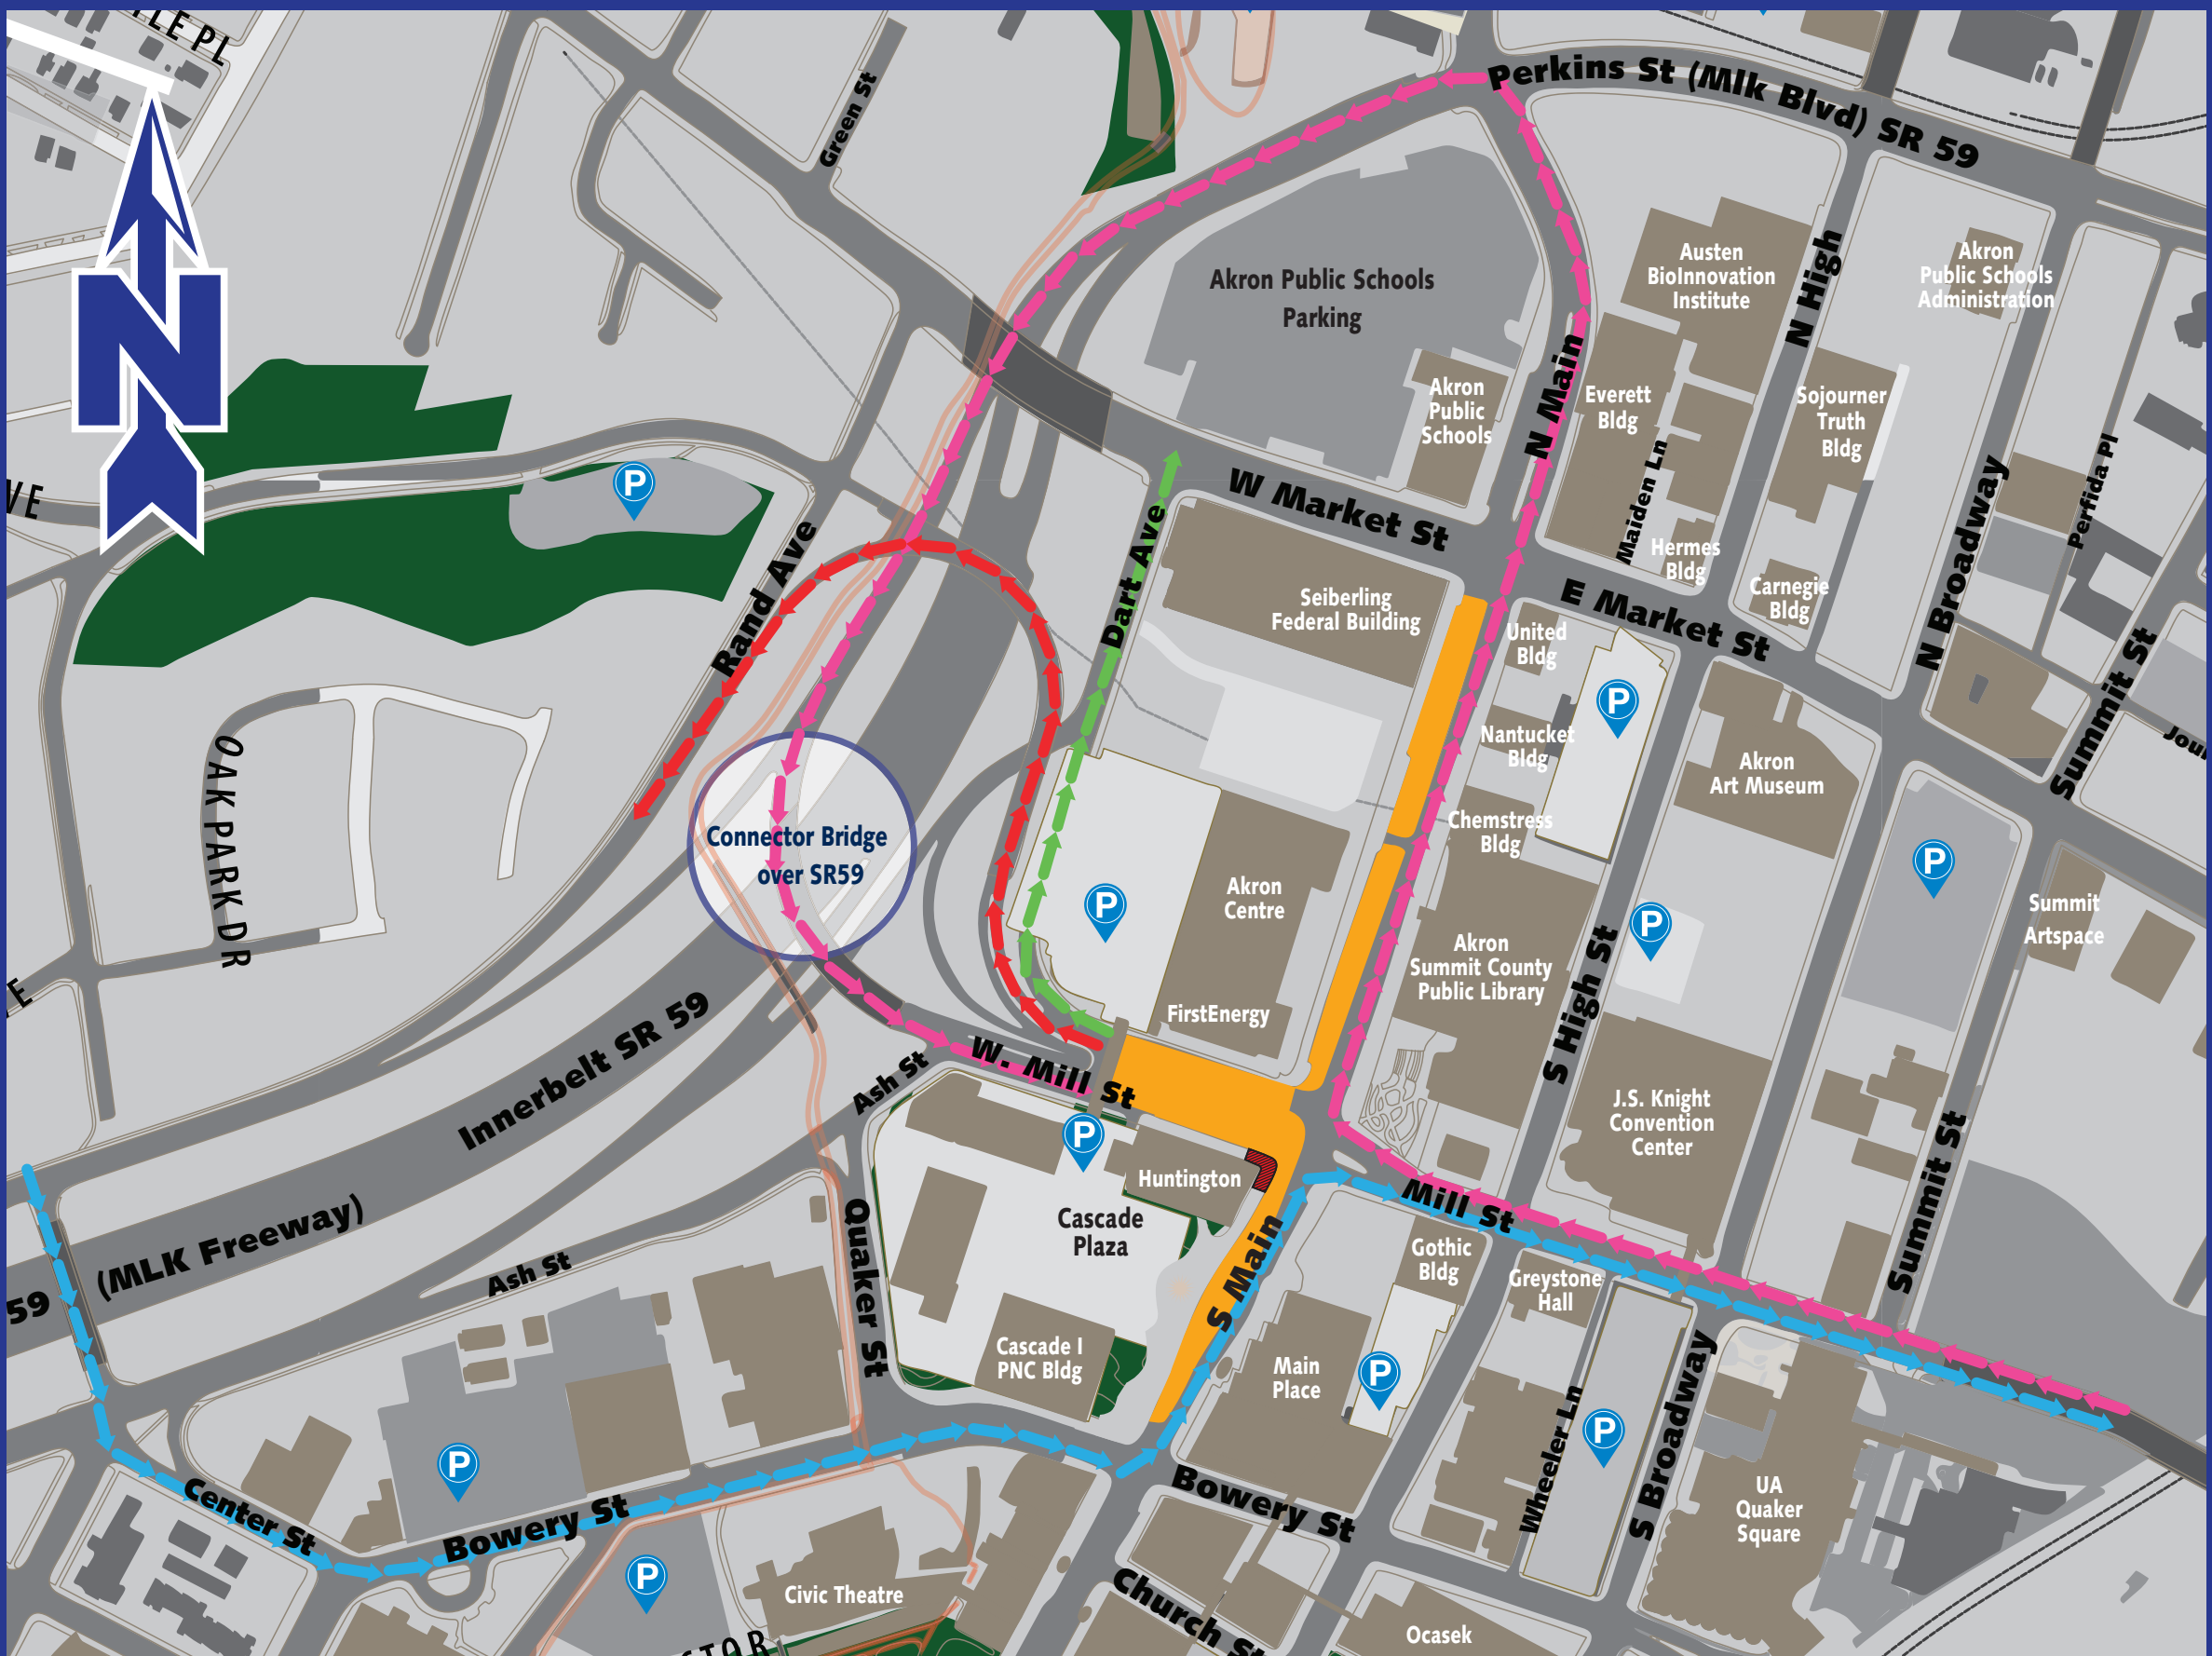 LE PL
Green St
Perkins St (Mlk Blvd) SR 59
N
Akron Public Schools
Parking
Austen
BioInnovation
Institute
N High
Akron
Public Schools
Administration
Akron
Public
Schools
N Main
Everett
Bldg
Sojourner
Truth
Bldg
Maiden Ln
Hermes
Bldg
Carnegie
Bldg
N Broadway
Perfida Pl
VE
P
Rand Ave
Dart Ave
W Market St
E Market St
Seiberling
Federal Building
United
Bldg
P
Nantucket
Bldg
Akron
Art Museum
Summit St
Jour
OAK PARK DR
Connector Bridge
over SR59
Chemstress
Bldg
P
P
Akron
Centre
P
Akron
Summit County
Public Library
Summit
Artspace
FirstEnergy
S High St
E
Innerbelt SR 59
(MLK Freeway)
59
W. Mill St
Ash St
P
Huntington
Cascade
Plaza
J.S. Knight
Convention
Center
Mill St
Summit St
Ash St
Quaker St
S Main
Gothic
Bldg
Greystone
Hall
Cascade I
PNC Bldg
Main
Place
P
Wheeler Ln
P
S Broadway
P
Center St
Bowery St
Bowery St
UA
Quaker
Square
P
Civic Theatre
Church St
Ocasek
CTOR